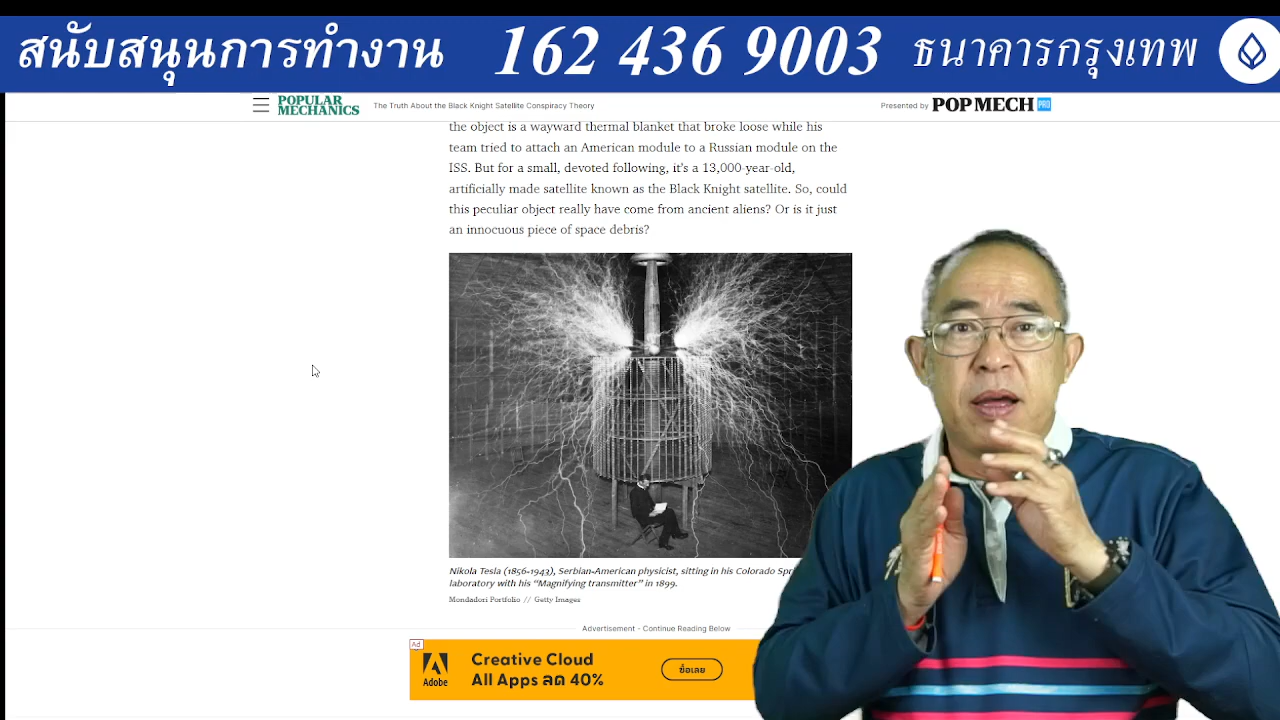 สนับสนุนการทำงาน 162 436 9003 ธนาคารกรุงเทพ
POPULAR
MECHANICS
The Truth About the Black Knight Satellite Conspiracy Theory
Presented by POP MECH PRO
the object is a wayward thermal blanket that broke loose while his
team tried to attach an American module to a Russian module on the
ISS. But for a small, devoted following, it's a 13,000-year-old,
artificially made satellite known as the Black Knight satellite. So, could
this peculiar object really have come from ancient aliens? Or is it just
an innocuous piece of space debris?
Nikola Tesla (1856-1943), Serbian-American physicist, sitting in his Colorado
laboratory with his “Magnifying transmitter” in 1899.
Mondadori Portfolio // Getty Images
Advertisement - Continue Reading Below
Ad
Adobe
Creative Cloud
All Apps ลด 40%
ซื้อเลย